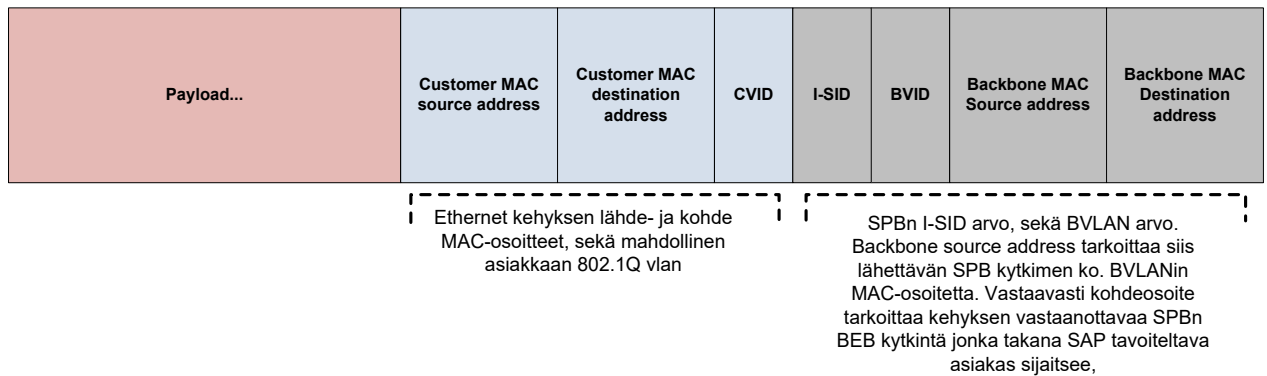 Payload...
Customer MAC
source address
Customer MAC
destination
address
CVID
I-SID
BVID
Backbone MAC
Source address
Backbone MAC
Destination
address
Ethernet kehyksen lähde- ja kohde
MAC-osoitteet, sekä mahdollinen
asiakkaan 802.1Q vlan
SPBn I-SID arvo, sekä BVLAN arvo.
Backbone source address tarkoittaa siis
lähettävän SPB kytkimen ko. BVLANin
MAC-osoitetta. Vastaavasti kohdeosoite
tarkoittaa kehyksen vastaanottavaa SPBn
BEB kytkintä jonka takana SAP tavoiteltava
asiakas sijaitsee,